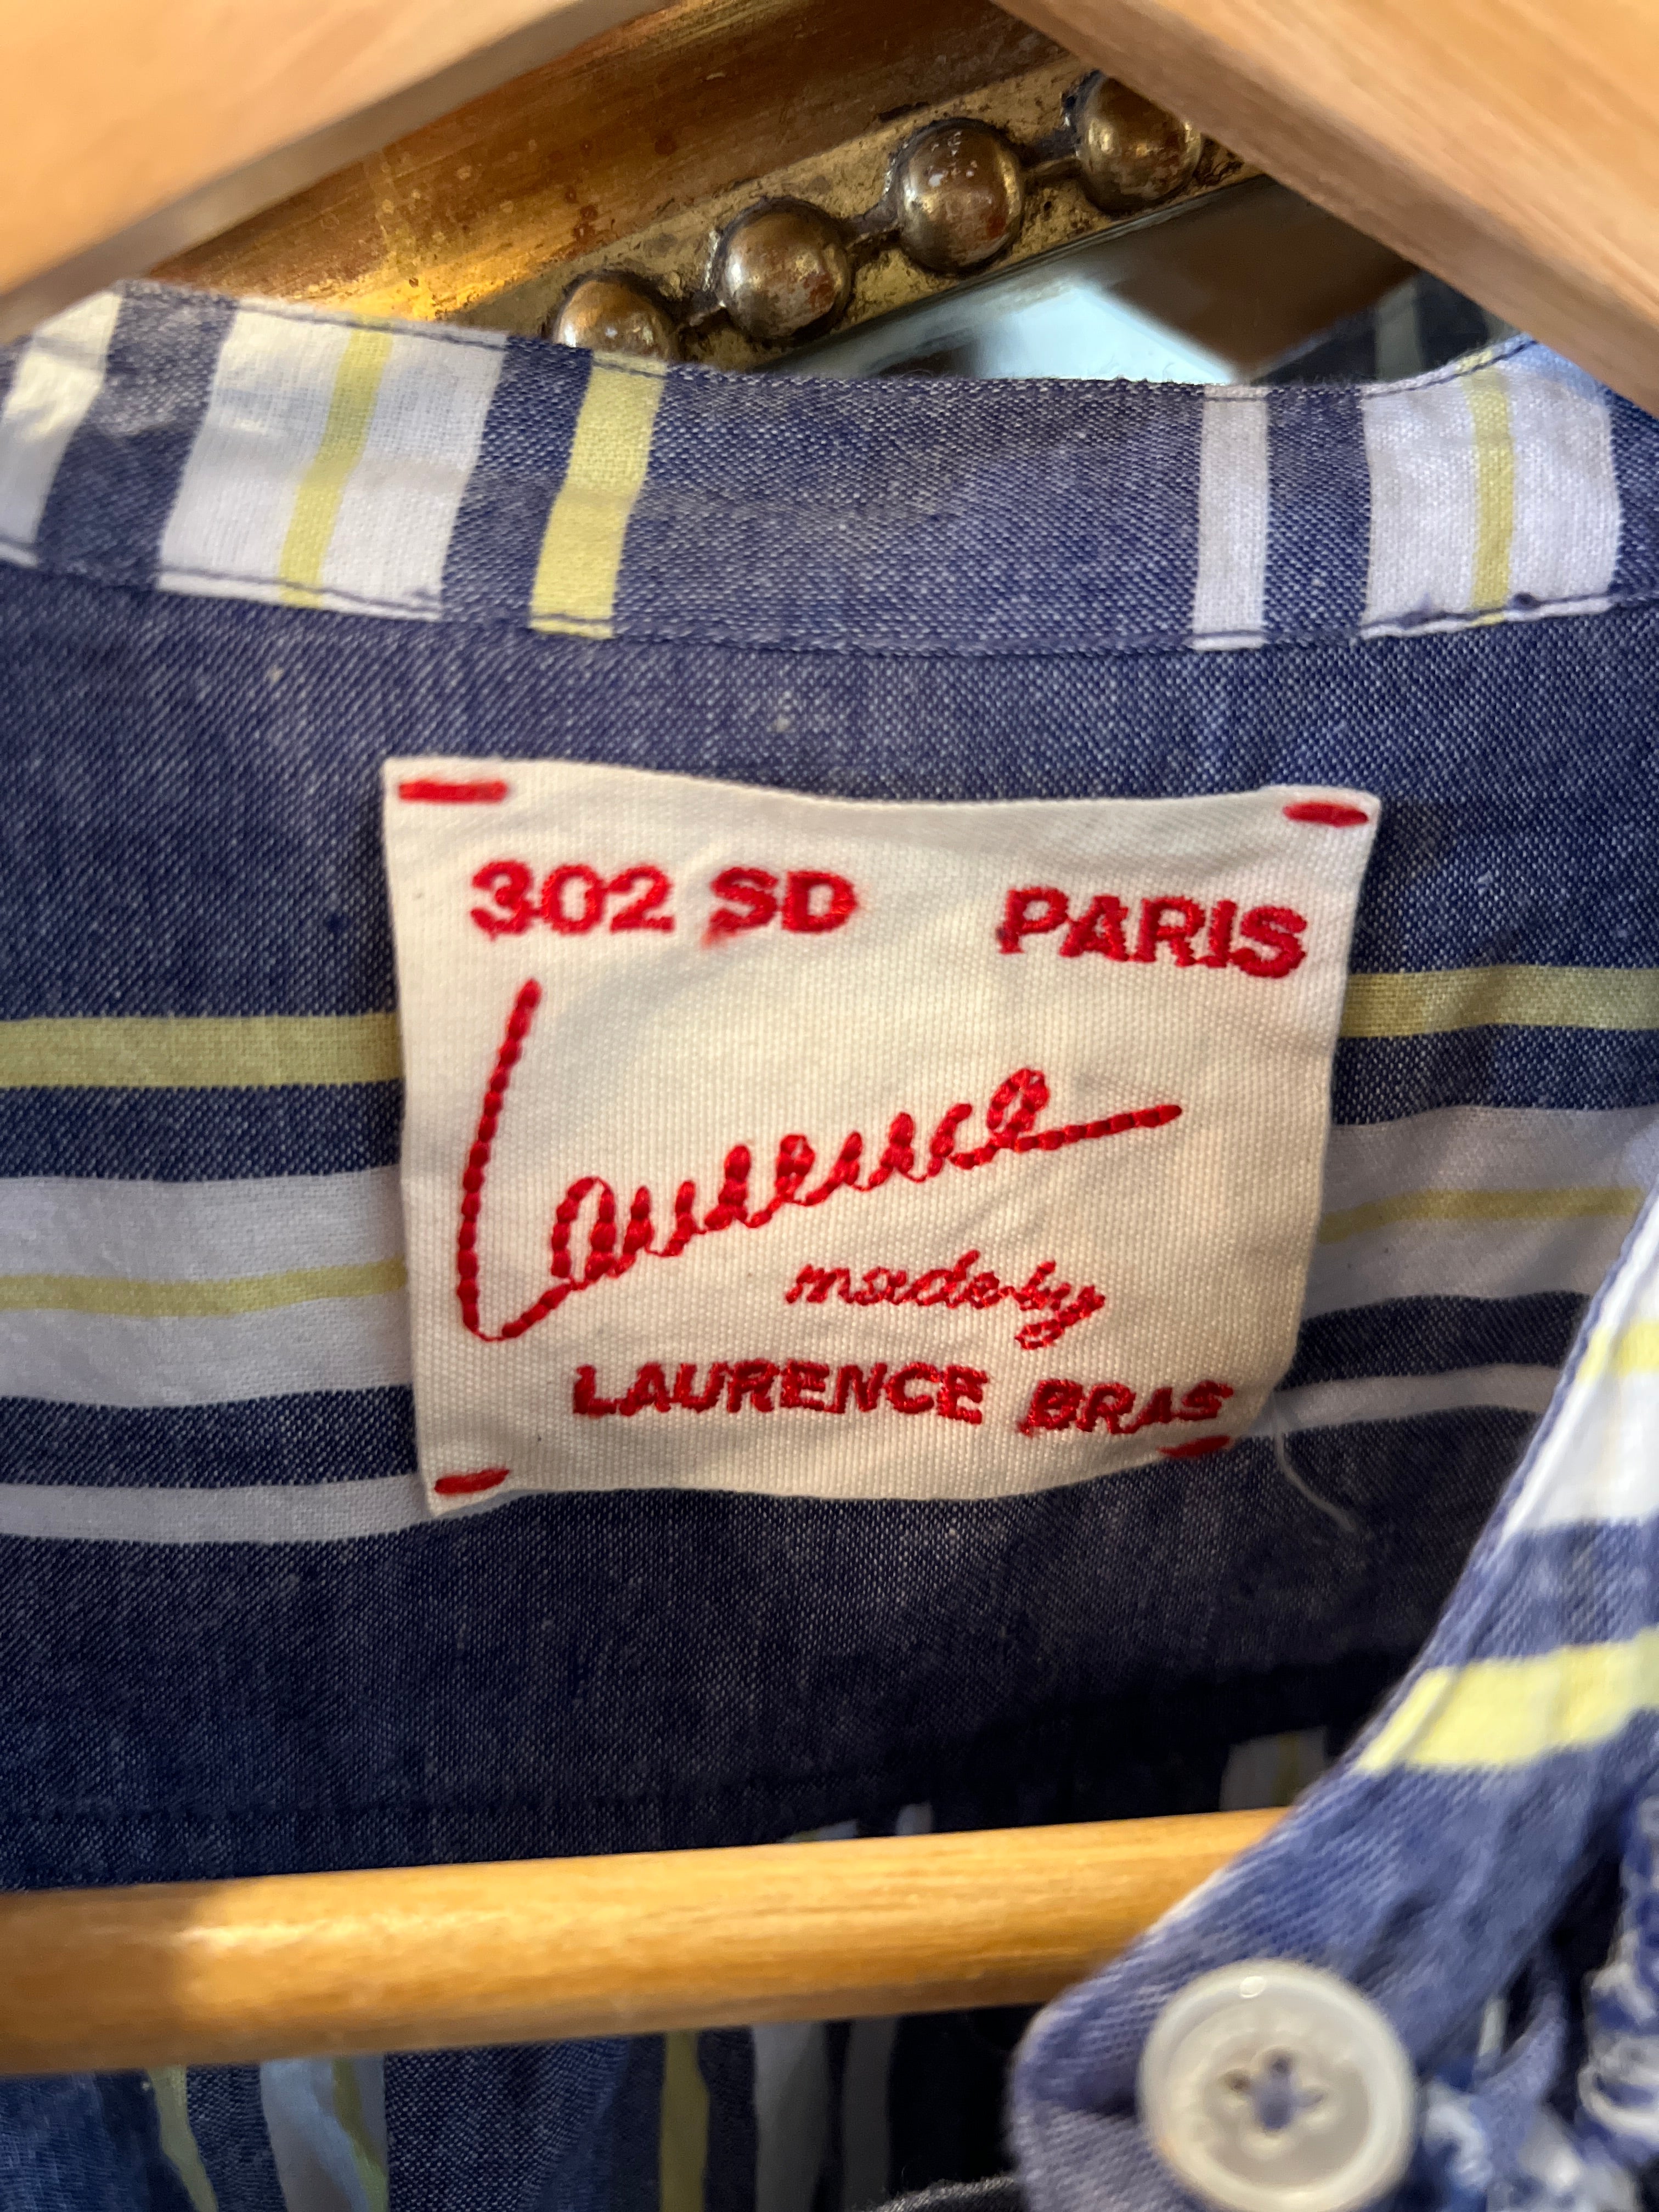 302 SD PARIS
Laurence
made by
LAURENCE BRAS